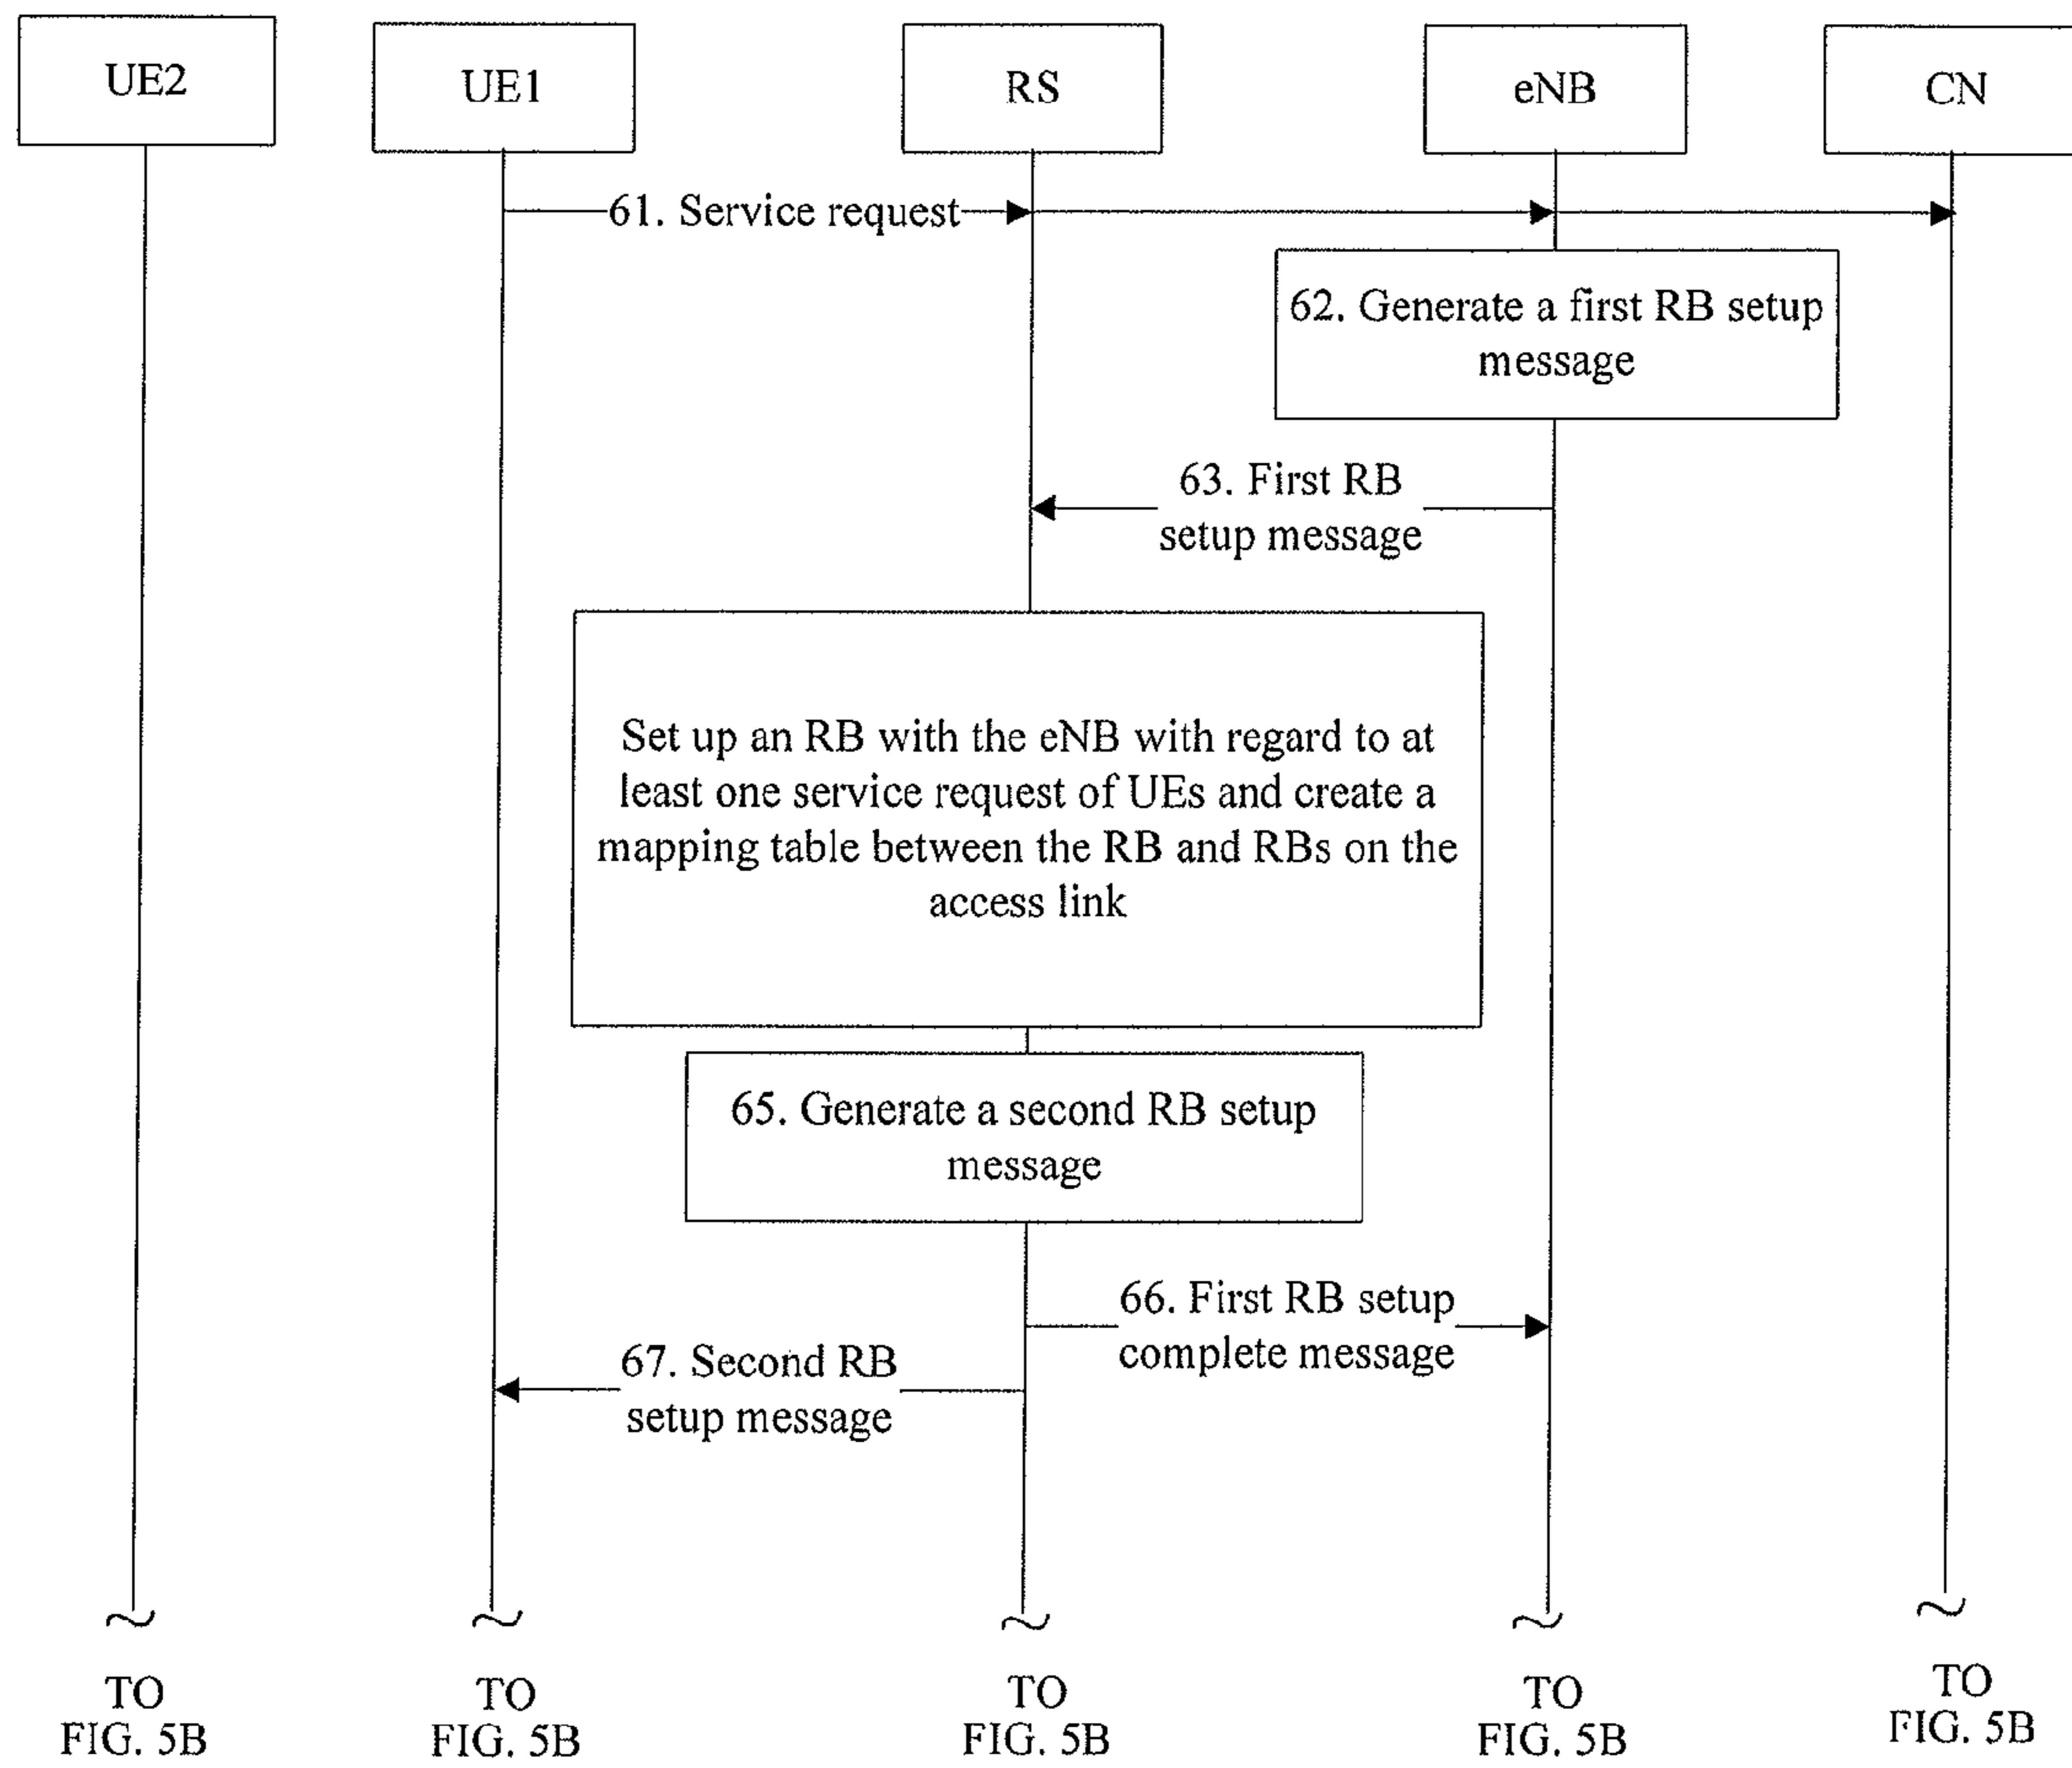 UE2
UE1
RS
eNB
CN
61. Service request
62. Generate a first RB setup
message
63. First RB
setup message
Set up an RB with the eNB with regard to at
least one service request of UEs and create a
mapping table between the RB and RBs on the
access link
65. Generate a second RB setup
message
66. First RB setup
complete message
67. Second RB
setup message
TO
FIG. 5B
TO
FIG. 5B
TO
FIG. 5B
TO
FIG. 5B
TO
FIG. 5B